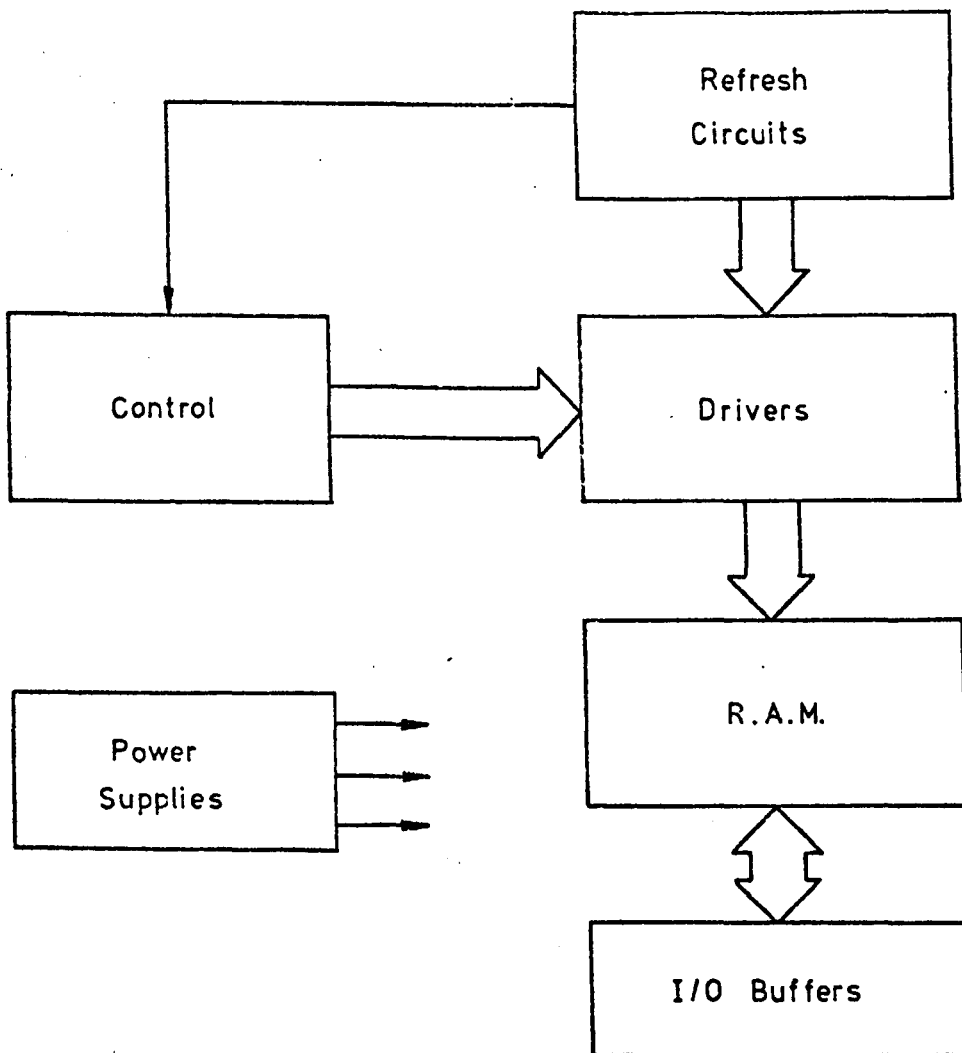 Refresh
Circuits
Control
Drivers
R.A.M.
Power
Supplies
I/O Buffers